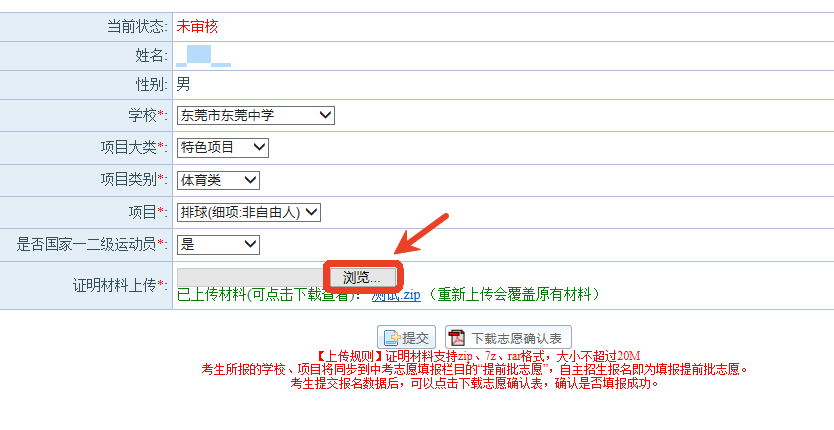 当前状态: 未审核
姓名:
性别: 男
学校*: 东莞市东莞中学
项目大类*: 特色项目
项目类别*: 体育类
项目*: 排球(细项:非自由人)
是否国家一二级运动员*: 是
证明材料上传*: 浏览...
已上传材料(可点击下载查看)： 测试.zip （重新上传会覆盖原有材料）
提交 下载志愿确认表
【上传规则】证明材料支持zip、7z、rar格式，大小不超过20M
考生所报的学校、项目将同步到中考志愿填报栏目的“提前批志愿”，自主招生报名即为填报提前批志愿。
考生提交报名数据后，可以点击下载志愿确认表，确认是否填报成功。